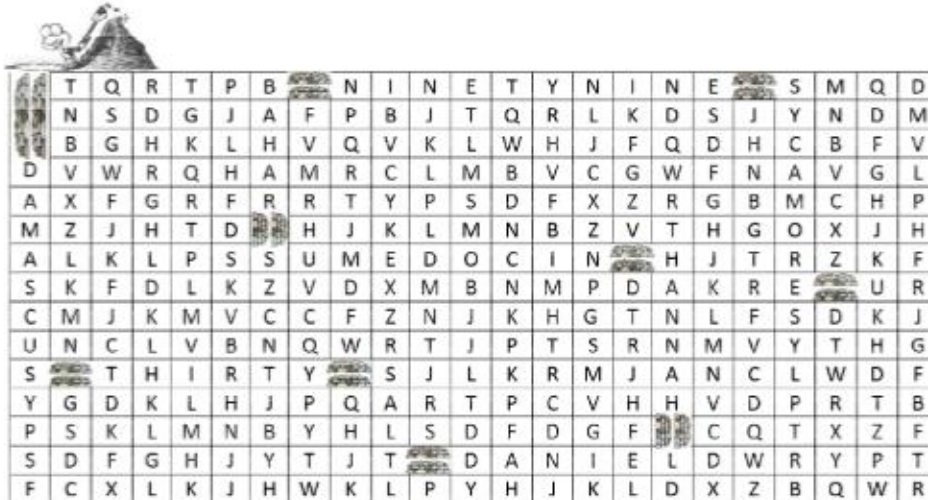 T Q R T P B N I N E T Y N I N E S M Q D
N S D G J A F P B J T Q R L K D S J Y N D M
B G H K L H V Q V K L W H J F Q D H C B F V
D V W R Q H A M R C L M B V C G W F N A V G L
A X F G R F R R T Y P S D F X Z R G B M C H P
M Z J H T D H J K L M N B Z V T H G O X J H
A L K L P S S U M E D O C I N H J T R Z K F
S K F D L K Z V D X M B N M P D A K R E U R
C M J K M V C C F Z N J K H G T N L F S D K J
U N C L V B N Q W R T J P T S R N M V Y T H G
S T H I R T Y S J L K R M J A N C L W D F
Y G D K L H J P Q A R T P C V H H V D P R T B
P S K L M N B Y H L S D F D G F C Q T X Z F
S D F G H J Y T J T D A N I E L D W R Y P T
F C X L K J H W K L P Y H J K L D X Z B Q W R